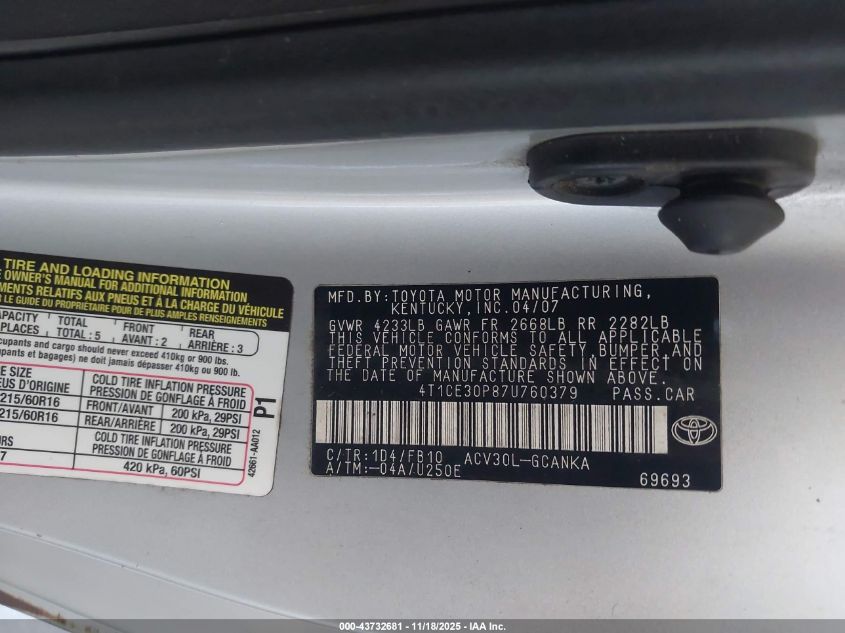 TIRE AND LOADING INFORMATION
OWNER'S MANUAL FOR ADDITIONAL INFORMATION
RELATIFS AUX PNEUS ET À LA CHARGE DU VÉHICULE
LE GUIDE DU PROPRIÉTAIRE POUR PLUS AMPLES RENSEIGNEMENTS
TOTAL FRONT REAR
TOTAL : 5 AVANT : 2 ARRIÈRE : 3
and cargo should never exceed 410kg or 900 lbs.
et bagages) ne doit jamais dépasser 410kg ou 900 lb.
SIZE COLD TIRE INFLATION PRESSURE
D'ORIGINE PRESSION DE GONFLAGE À FROID
215/60R16 FRONT/AVANT 200 kPa, 29PSI
215/60R16 REAR/ARRIÈRE 200 kPa, 29PSI
COLD TIRE INFLATION PRESSURE
PRESSION DE GONFLAGE À FROID
420 kPa, 60PSI
P1
42661-AA012
MFD.BY:TOYOTA MOTOR MANUFACTURING,
KENTUCKY, INC. 04/07
GVWR 4233LB GAWR FR 2668LB RR 2282LB
THIS VEHICLE CONFORMS TO ALL APPLICABLE
FEDERAL MOTOR VEHICLE SAFETY,BUMPER,AND
THEFT PREVENTION STANDARDS IN EFFECT ON
THE DATE OF MANUFACTURE SHOWN ABOVE.
4T1CE30P87U760379 PASS.CAR
C/TR:1D4/FB10 ACV30L-GCANKA
A/TM:-04A/U250E
69693
000-43732681 - 11/18/2025 - IAA Inc.